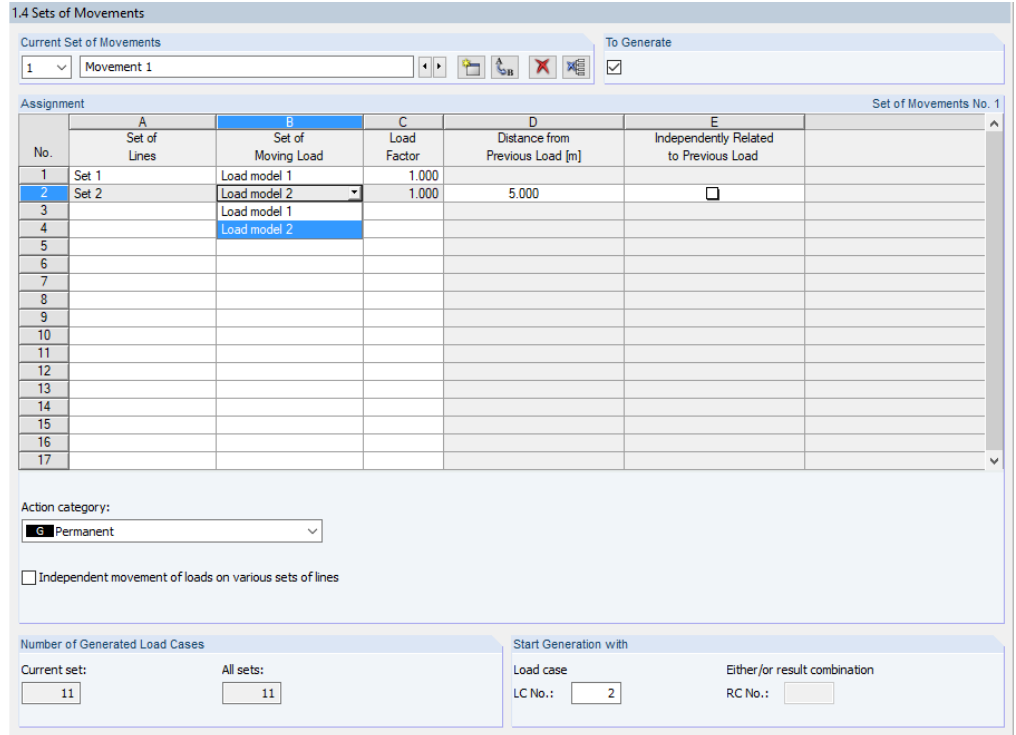 1.4 Sets of Movements
Current Set of Movements To Generate
1 Movement 1 A B
Assignment Set of Movements No. 1
A B C D E
No. Set of Lines Set of Moving Load Load Factor Distance from Previous Load [m] Independently Related to Previous Load
1 Set 1 Load model 1 1.000
2 Set 2 Load model 2 1.000 5.000
3 Load model 1
4 Load model 2
5
6
7
8
9
10
11
12
13
14
15
16
17
Action category:
G Permanent
Independent movement of loads on various sets of lines
Number of Generated Load Cases Start Generation with
Current set: All sets: Load case Either/or result combination
11 11 LC No.: 2 RC No.: